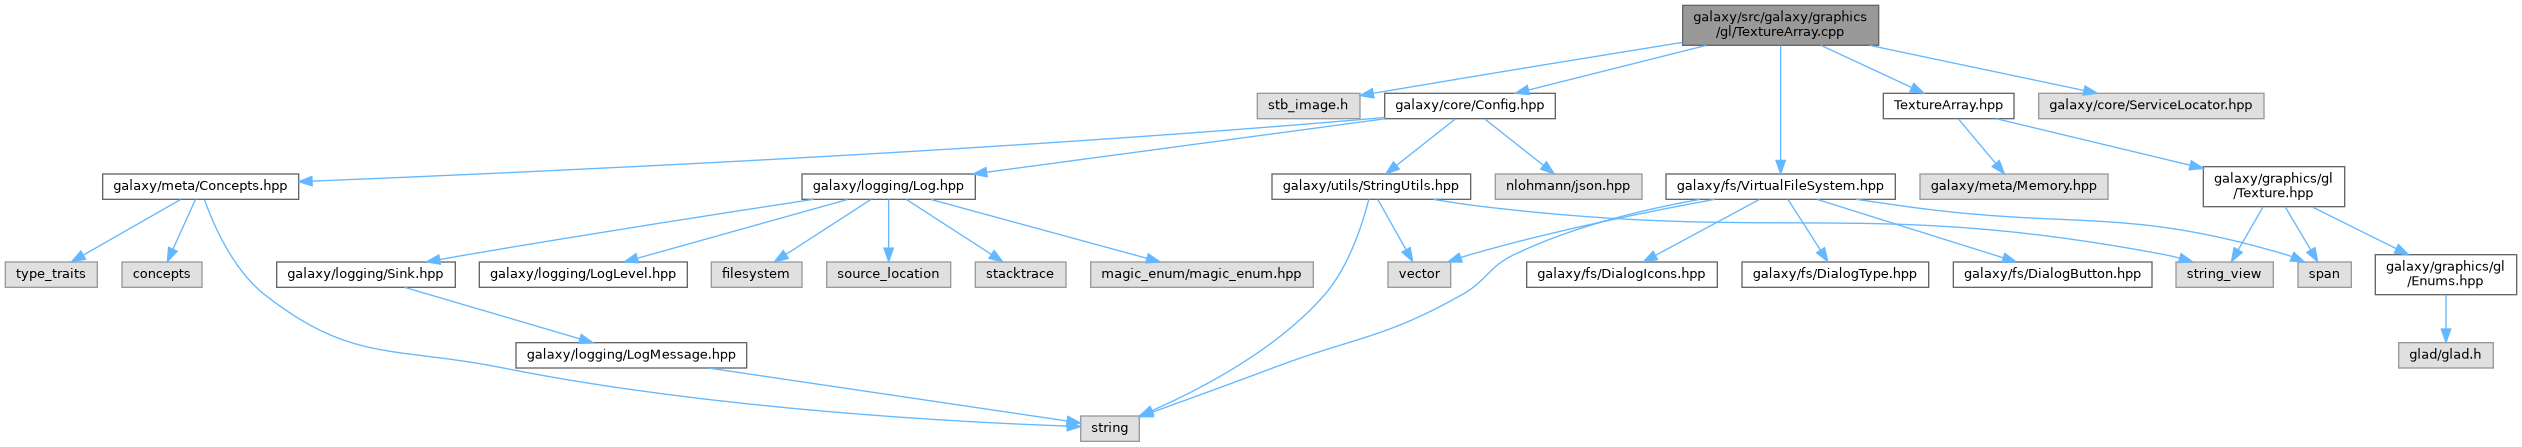 galaxy/src/galaxy/graphics
/gl/TextureArray.cpp
stb_image.h
galaxy/core/Config.hpp
TextureArray.hpp
galaxy/core/ServiceLocator.hpp
galaxy/meta/Concepts.hpp
galaxy/logging/Log.hpp
galaxy/utils/StringUtils.hpp
nlohmann/json.hpp
galaxy/fs/VirtualFileSystem.hpp
galaxy/meta/Memory.hpp
galaxy/graphics/gl
/Texture.hpp
type_traits
concepts
galaxy/logging/Sink.hpp
galaxy/logging/LogLevel.hpp
filesystem
source_location
stacktrace
magic_enum/magic_enum.hpp
vector
galaxy/fs/DialogIcons.hpp
galaxy/fs/DialogType.hpp
galaxy/fs/DialogButton.hpp
string_view
span
galaxy/graphics/gl
/Enums.hpp
galaxy/logging/LogMessage.hpp
glad/glad.h
string